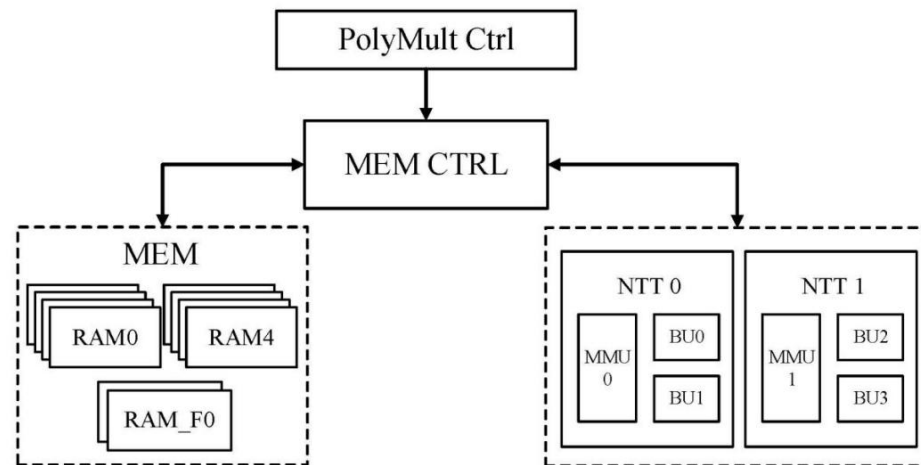 PolyMult Ctrl
MEM CTRL
MEM
RAM0
RAM4
RAM_F0
NTT 0
MMU
0
BU0
BU1
NTT 1
MMU
1
BU2
BU3